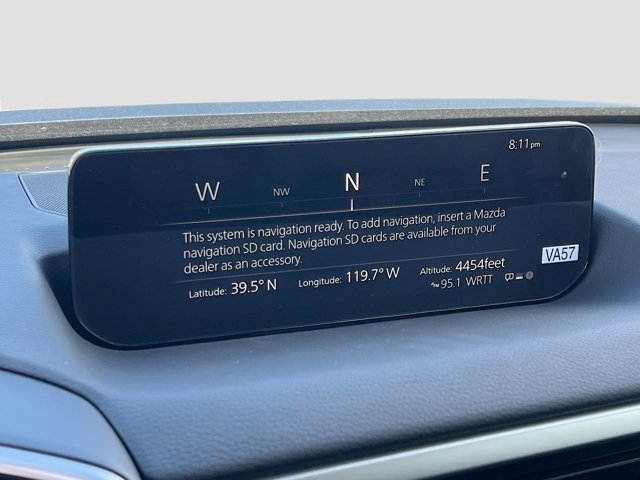 8:11pm
W NW N NE E
This system is navigation ready. To add navigation, insert a Mazda
navigation SD card. Navigation SD cards are available from your
dealer as an accessory.
VA57
Latitude: 39.5° N Longitude: 119.7° W Altitude: 4454feet
95.1 WRTT